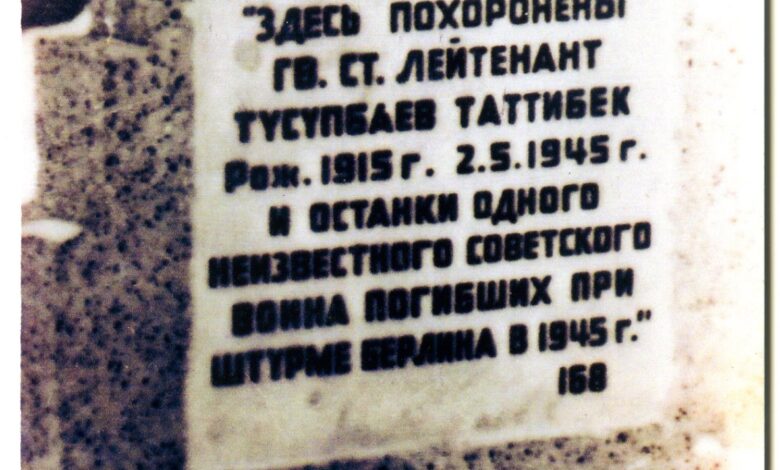 "ЗДЕСЬ ПОХОРОНЕНЫ
ГВ. СТ. ЛЕЙТЕНАНТ
ТУСУПБАЕВ ТАТТИБЕК
Рож. 1915 г. 2.5.1945 г.
И ОСТАНКИ ОДНОГО
НЕИЗВЕСТНОГО СОВЕТСКОГО
ВОИНА ПОГИБШИХ ПРИ
ШТУРМЕ БЕРЛИНА В 1945 г."
168